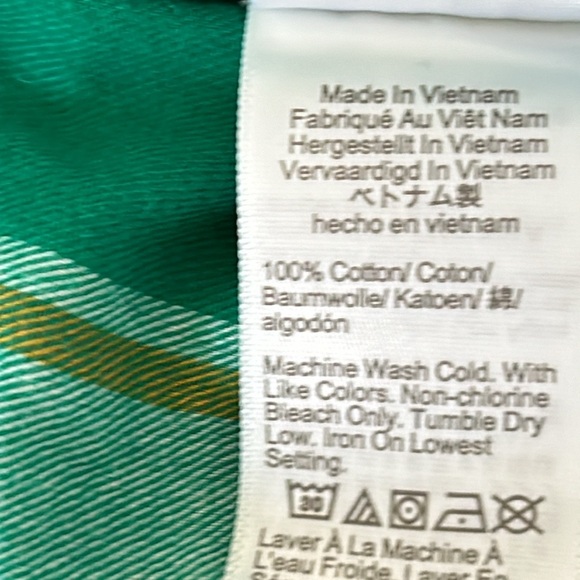 Made In Vietnam
Fabriqué Au Viêt Nam
Hergestellt In Vietnam
Vervaardigd In Vietnam
ベトナム製
hecho en vietnam
100% Cotton/ Coton/
Baumwolle/ Katoen/ 綿/
algodón
Machine Wash Cold. With
Like Colors. Non-chlorine
Bleach Only. Tumble Dry
Low. Iron On Lowest
Setting.
30
Laver À La Machine À
L'eau Froide. Laver